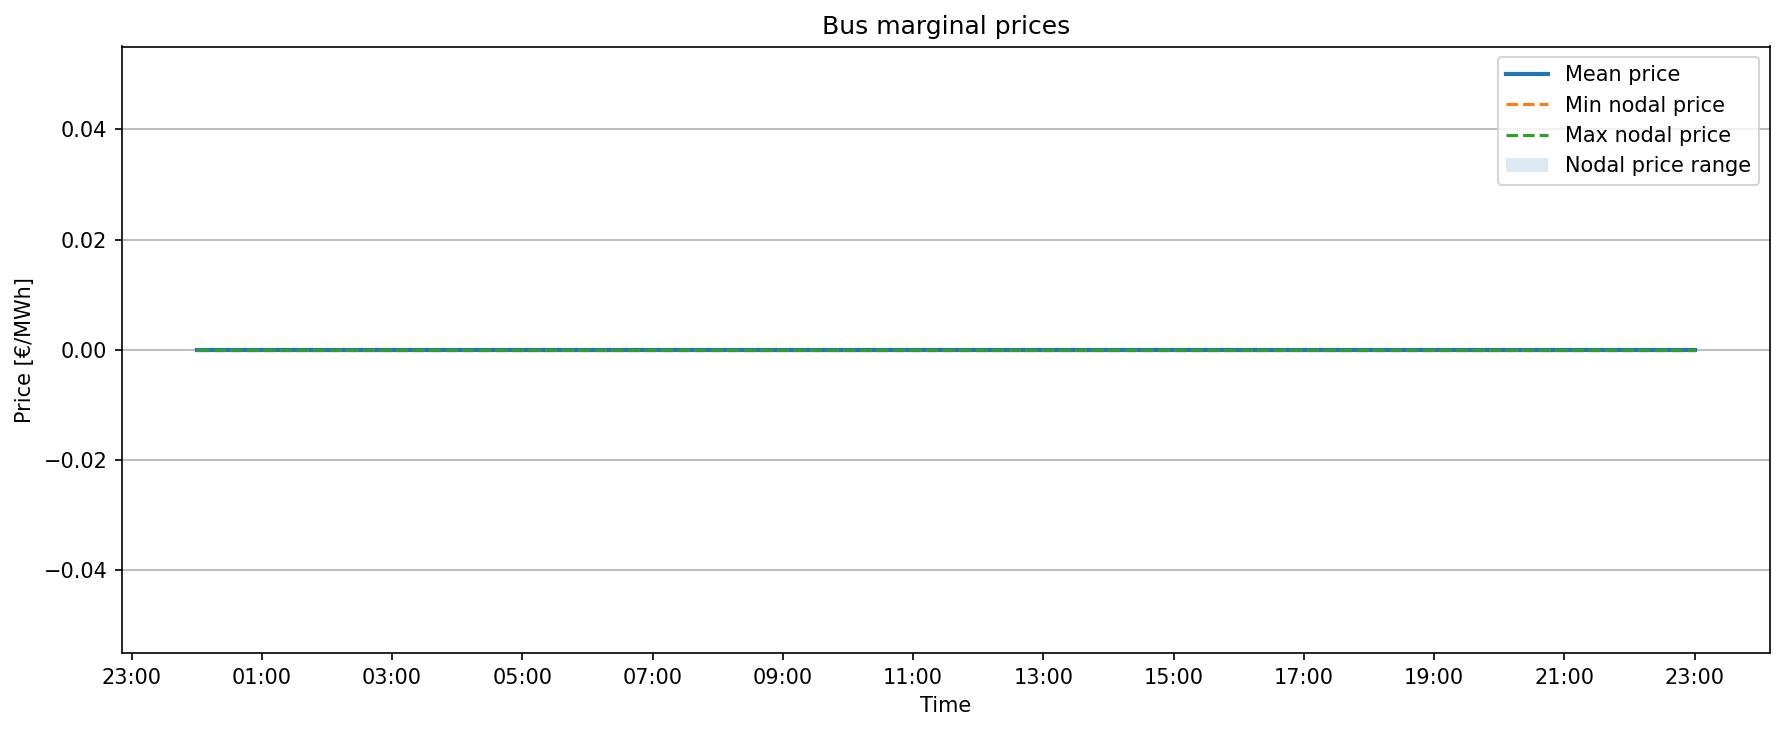 Bus marginal prices
Mean price
Min nodal price
Max nodal price
Nodal price range
Price [€/MWh]
0.04
0.02
0.00
−0.02
−0.04
23:00 01:00 03:00 05:00 07:00 09:00 11:00 13:00 15:00 17:00 19:00 21:00 23:00
Time